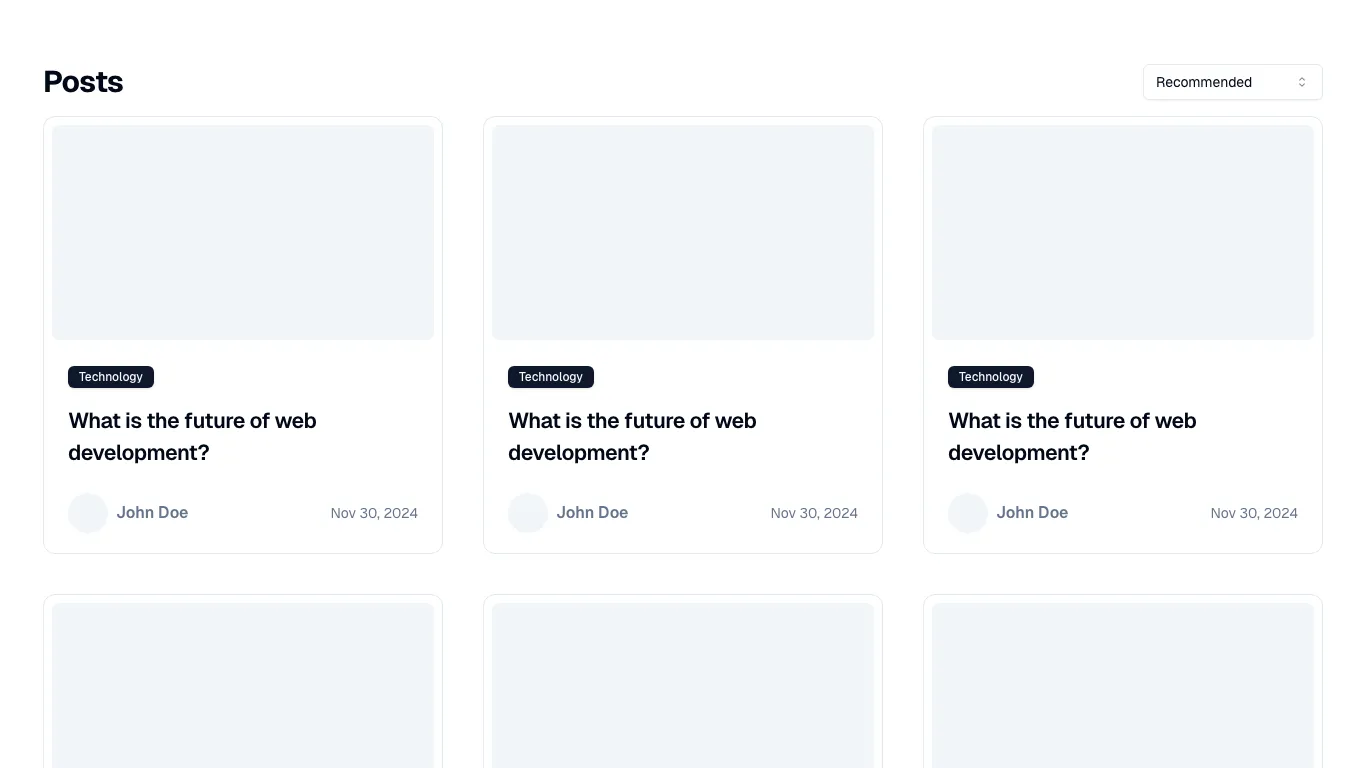 Posts
Recommended
Technology
What is the future of web
development?
John Doe
Nov 30, 2024
Technology
What is the future of web
development?
John Doe
Nov 30, 2024
Technology
What is the future of web
development?
John Doe
Nov 30, 2024